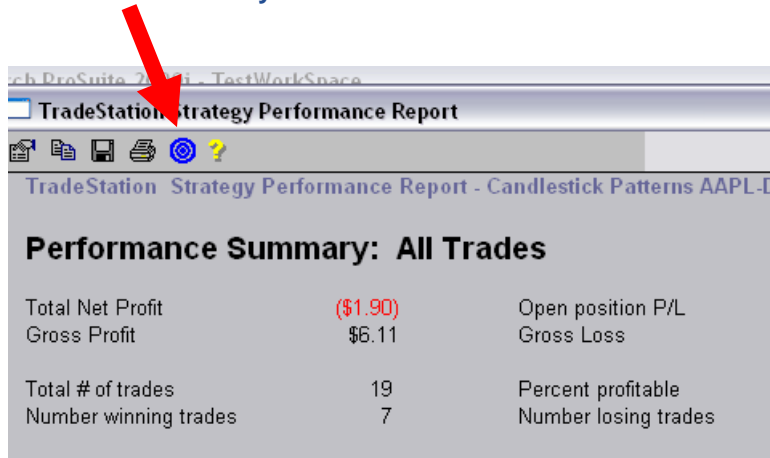 TestWorkSpace
TradeStation Strategy Performance Report
TradeStation Strategy Performance Report - Candlestick Patterns AAPL-D
Performance Summary: All Trades
Total Net Profit ($1.90) Open position P/L
Gross Profit $6.11 Gross Loss
Total # of trades 19 Percent profitable
Number winning trades 7 Number losing trades